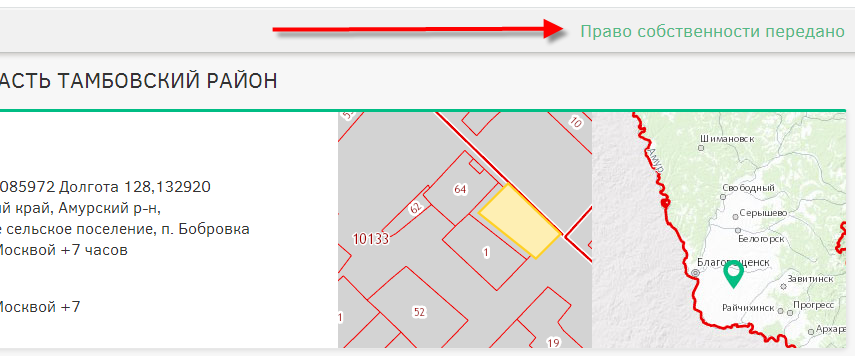 Право собственности передано
АСТЬ ТАМБОВСКИЙ РАЙОН
085972 Долгота 128,132920
й край, Амурский р-н,
е сельское поселение, п. Бобровка
Москвой +7 часов
Москвой +7
10
64
62
10133
1
52
1
19
Шимановск
Амур
Свободный
Серышево
Белогорск
Благовещенск
Завитинск
Прогресс
Райчихинск
Архара